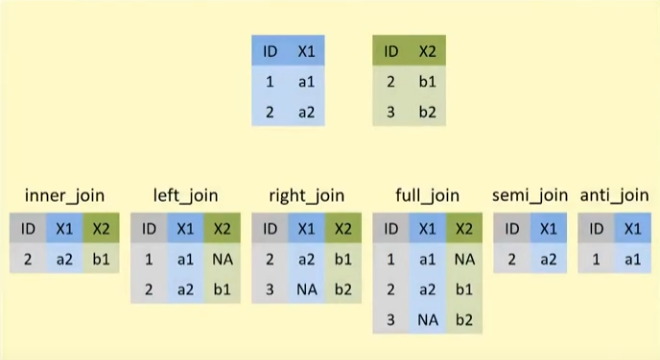 ID X1
1 a1
2 a2
ID X2
2 b1
3 b2
inner_join
ID X1 X2
2 a2 b1
left_join
ID X1 X2
1 a1 NA
2 a2 b1
right_join
ID X1 X2
2 a2 b1
3 NA b2
full_join
ID X1 X2
1 a1 NA
2 a2 b1
3 NA b2
semi_join
ID X1
2 a2
anti_join
ID X1
1 a1